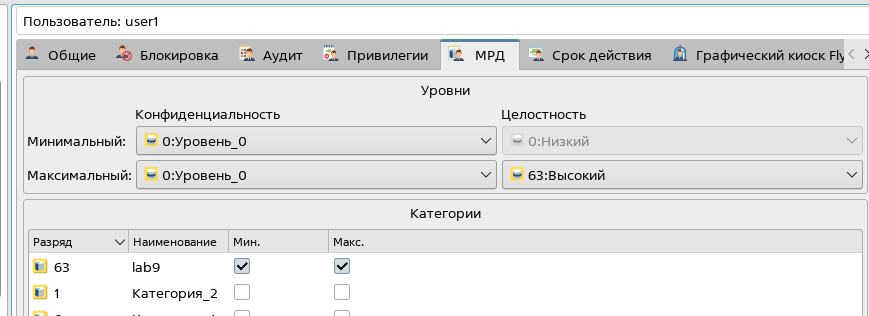 Пользователь: user1
Общие Блокировка Аудит Привилегии МРД Срок действия Графический киоск Fly
Уровни
Конфиденциальность Целостность
Минимальный: 0:Уровень_0 0:Низкий
Максимальный: 0:Уровень_0 63:Высокий
Категории
Разряд Наименование Мин. Макс.
63 lab9
1 Категория_2